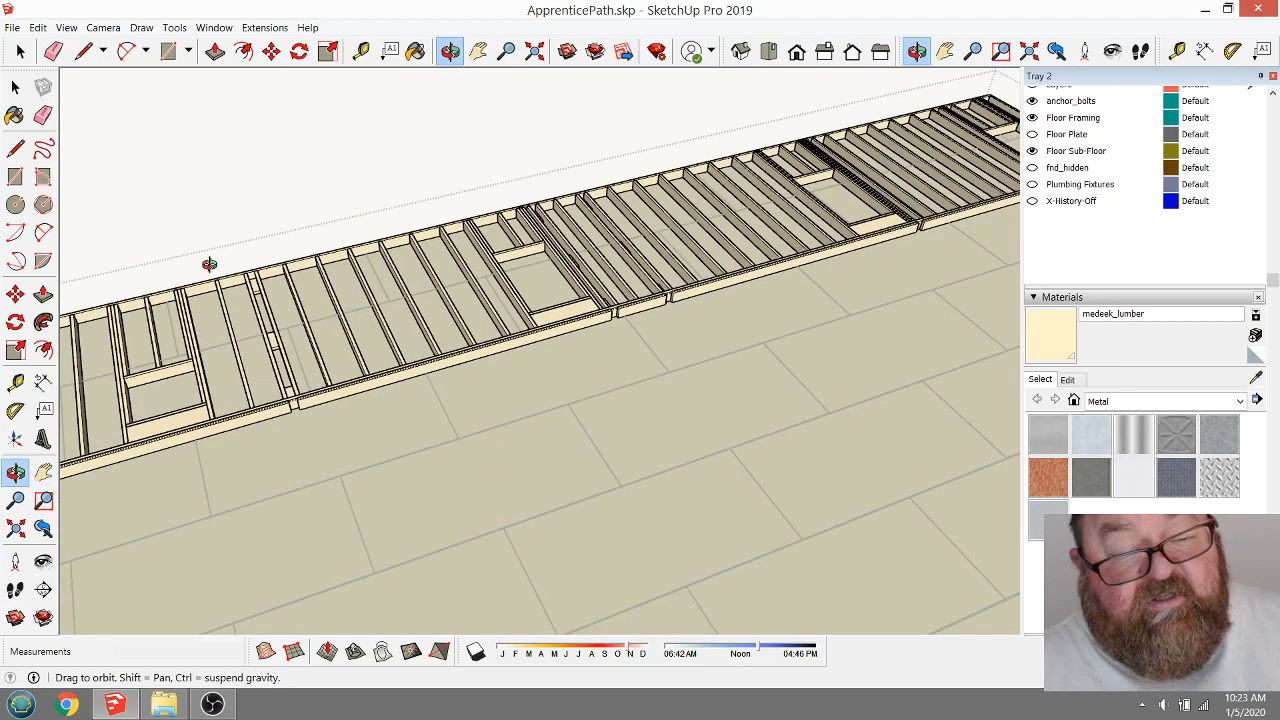 ApprenticePath.skp - SketchUp Pro 2019
File Edit View Camera Draw Tools Window Extensions Help
Tray 2
anchor_bolts Default
Floor Framing Default
Floor Plate Default
Floor Sub-Floor Default
fnd_hidden Default
Plumbing Fixtures Default
X-History-Off Default
Materials
medeek_lumber
Select Edit
Metal
Measurements
J F M A M J J A S O N D
06:42 AM Noon 04:46 PM
Drag to orbit. Shift = Pan, Ctrl = suspend gravity.
10:23 AM
1/5/2020